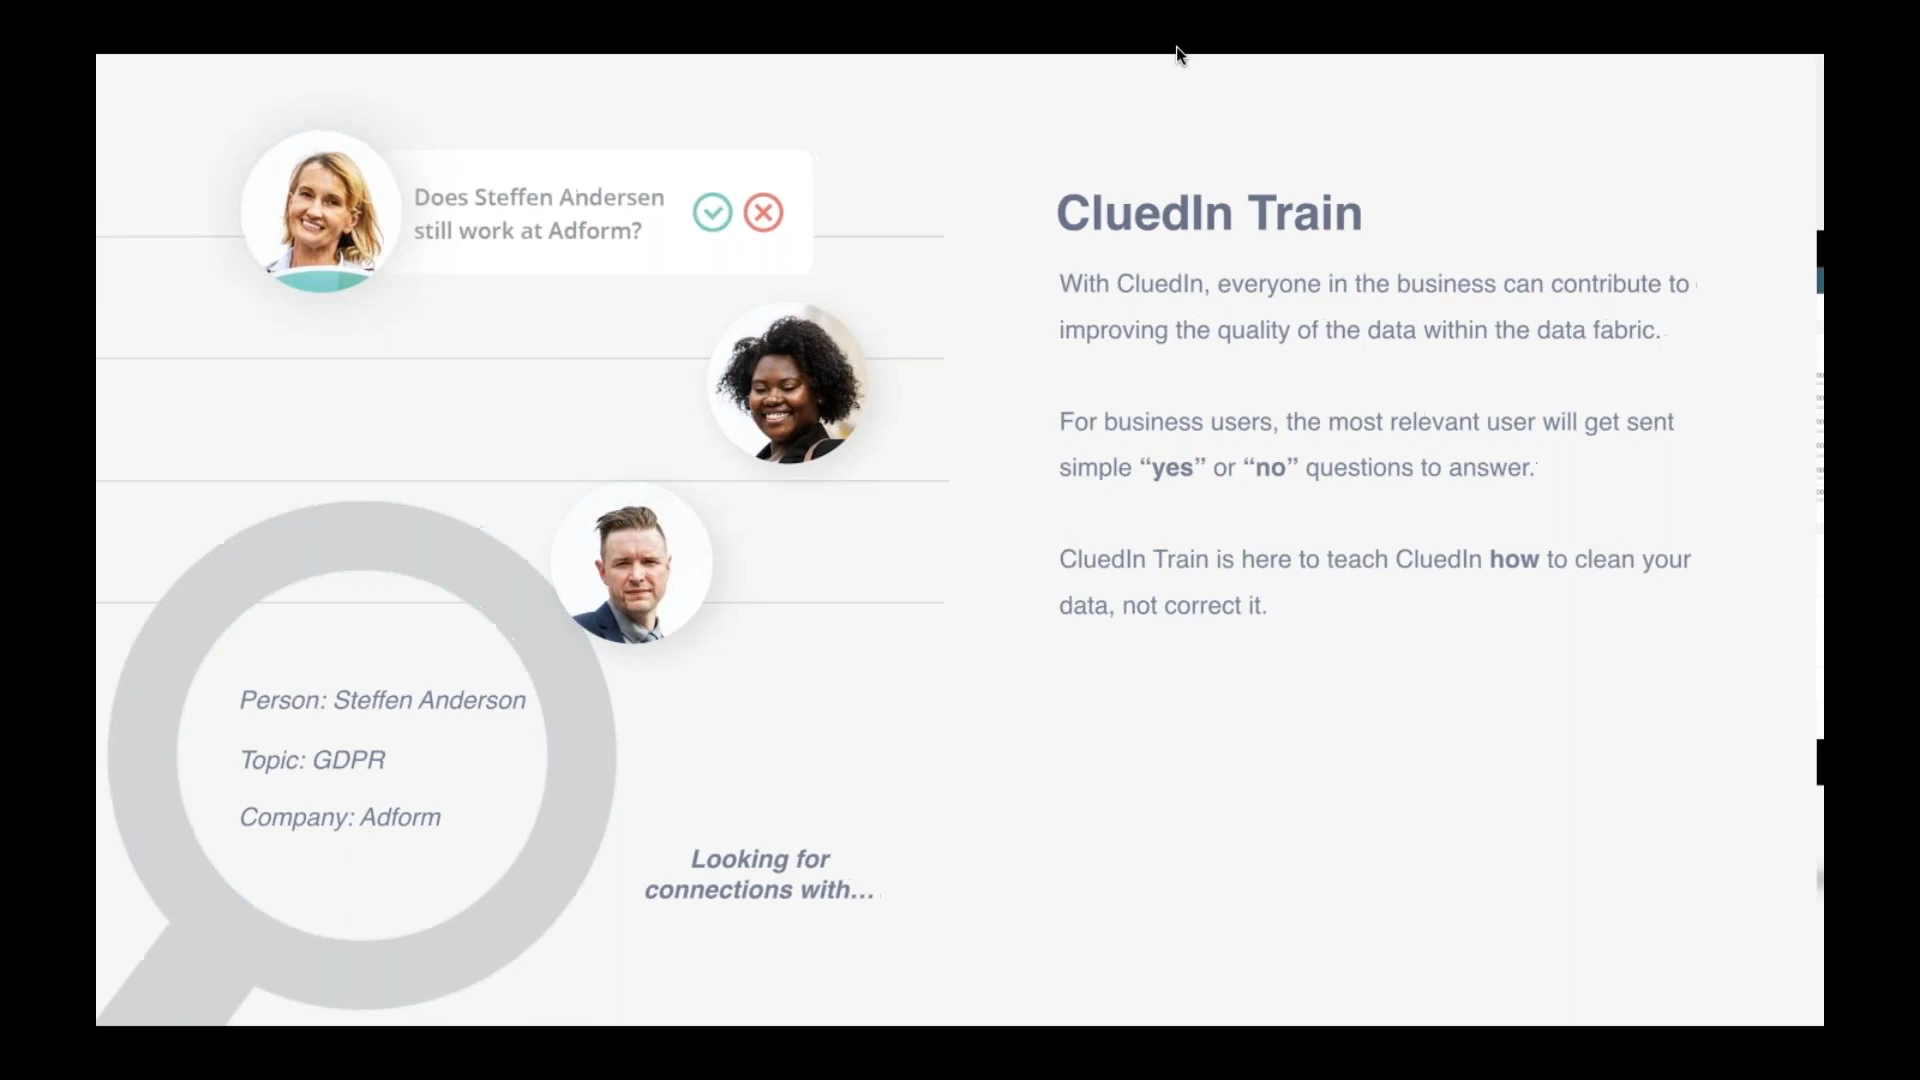 Does Steffen Andersen
still work at Adform?
Person: Steffen Anderson
Topic: GDPR
Company: Adform
Looking for
connections with...
CluedIn Train
With CluedIn, everyone in the business can contribute to
improving the quality of the data within the data fabric.
For business users, the most relevant user will get sent
simple “yes” or “no” questions to answer.
CluedIn Train is here to teach CluedIn how to clean your
data, not correct it.